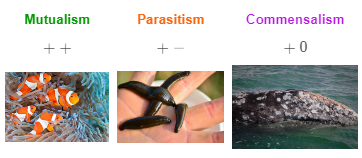 Mutualism Parasitism Commensalism
+ + + − + 0